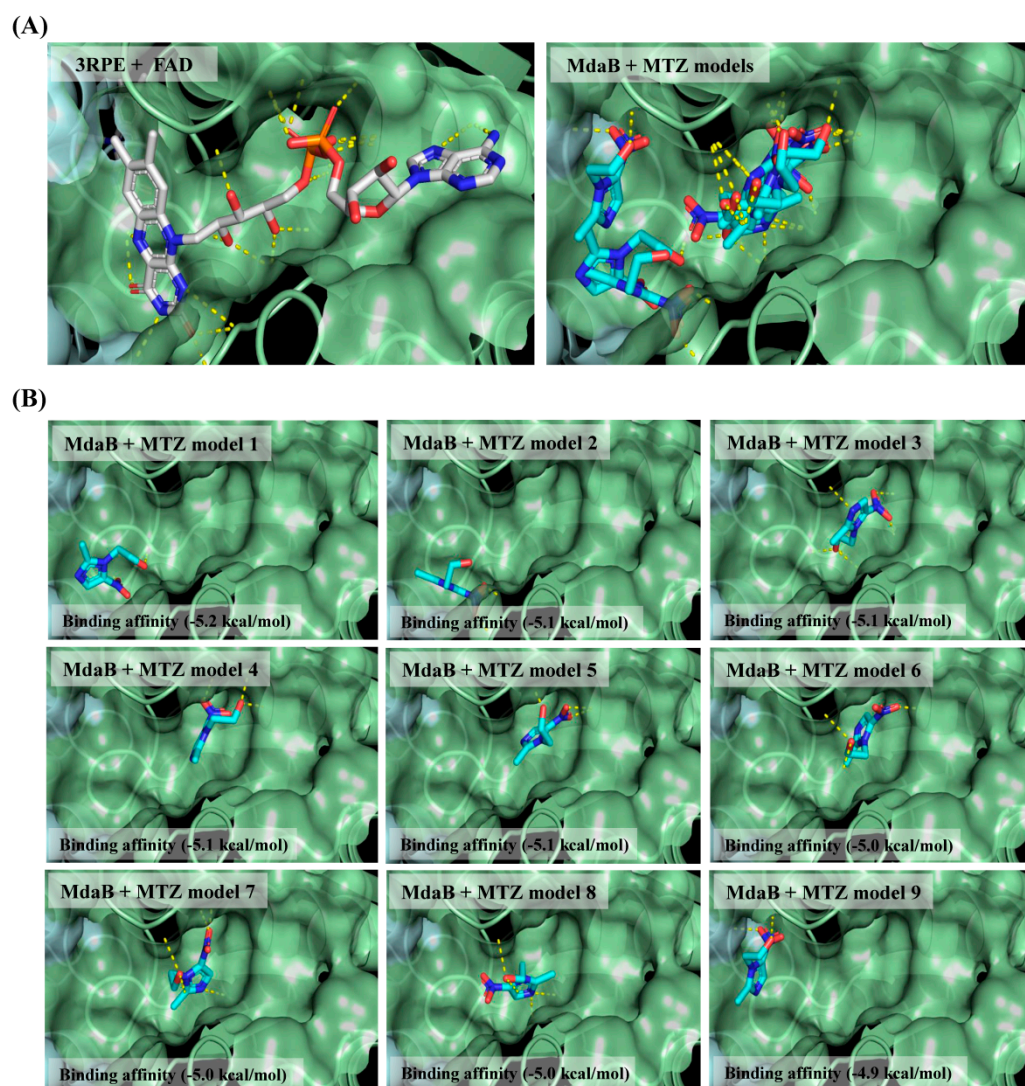 (A)
3RPE + FAD
MdaB + MTZ models
(B)
MdaB + MTZ model 1
MdaB + MTZ model 2
MdaB + MTZ model 3
Binding affinity (-5.2 kcal/mol)
Binding affinity (-5.1 kcal/mol)
Binding affinity (-5.1 kcal/mol)
MdaB + MTZ model 4
MdaB + MTZ model 5
MdaB + MTZ model 6
Binding affinity (-5.1 kcal/mol)
Binding affinity (-5.1 kcal/mol)
Binding affinity (-5.0 kcal/mol)
MdaB + MTZ model 7
MdaB + MTZ model 8
MdaB + MTZ model 9
Binding affinity (-5.0 kcal/mol)
Binding affinity (-5.0 kcal/mol)
Binding affinity (-4.9 kcal/mol)